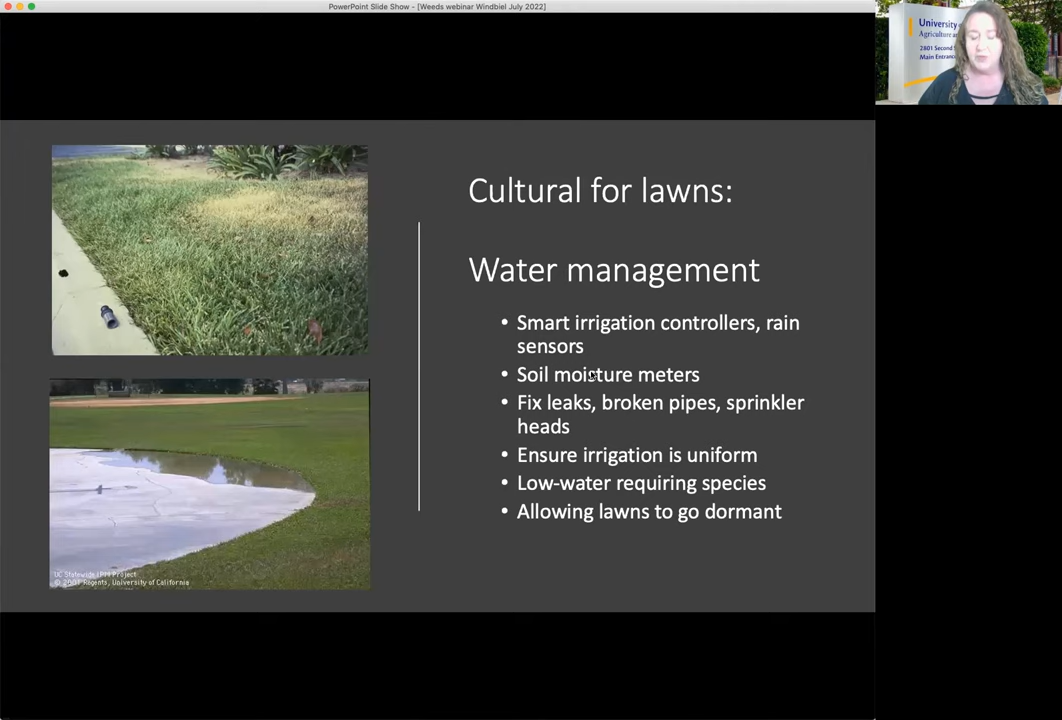 PowerPoint Slide Show - [Weeds webinar Windbiel July 2022]
University
Agriculture
2801 Second
Main Entrance
Cultural for lawns:
Water management
• Smart irrigation controllers, rain
sensors
• Soil moisture meters
• Fix leaks, broken pipes, sprinkler
heads
• Ensure irrigation is uniform
• Low-water requiring species
• Allowing lawns to go dormant
UC Statewide IPM Project
© 2001 Regents, University of California